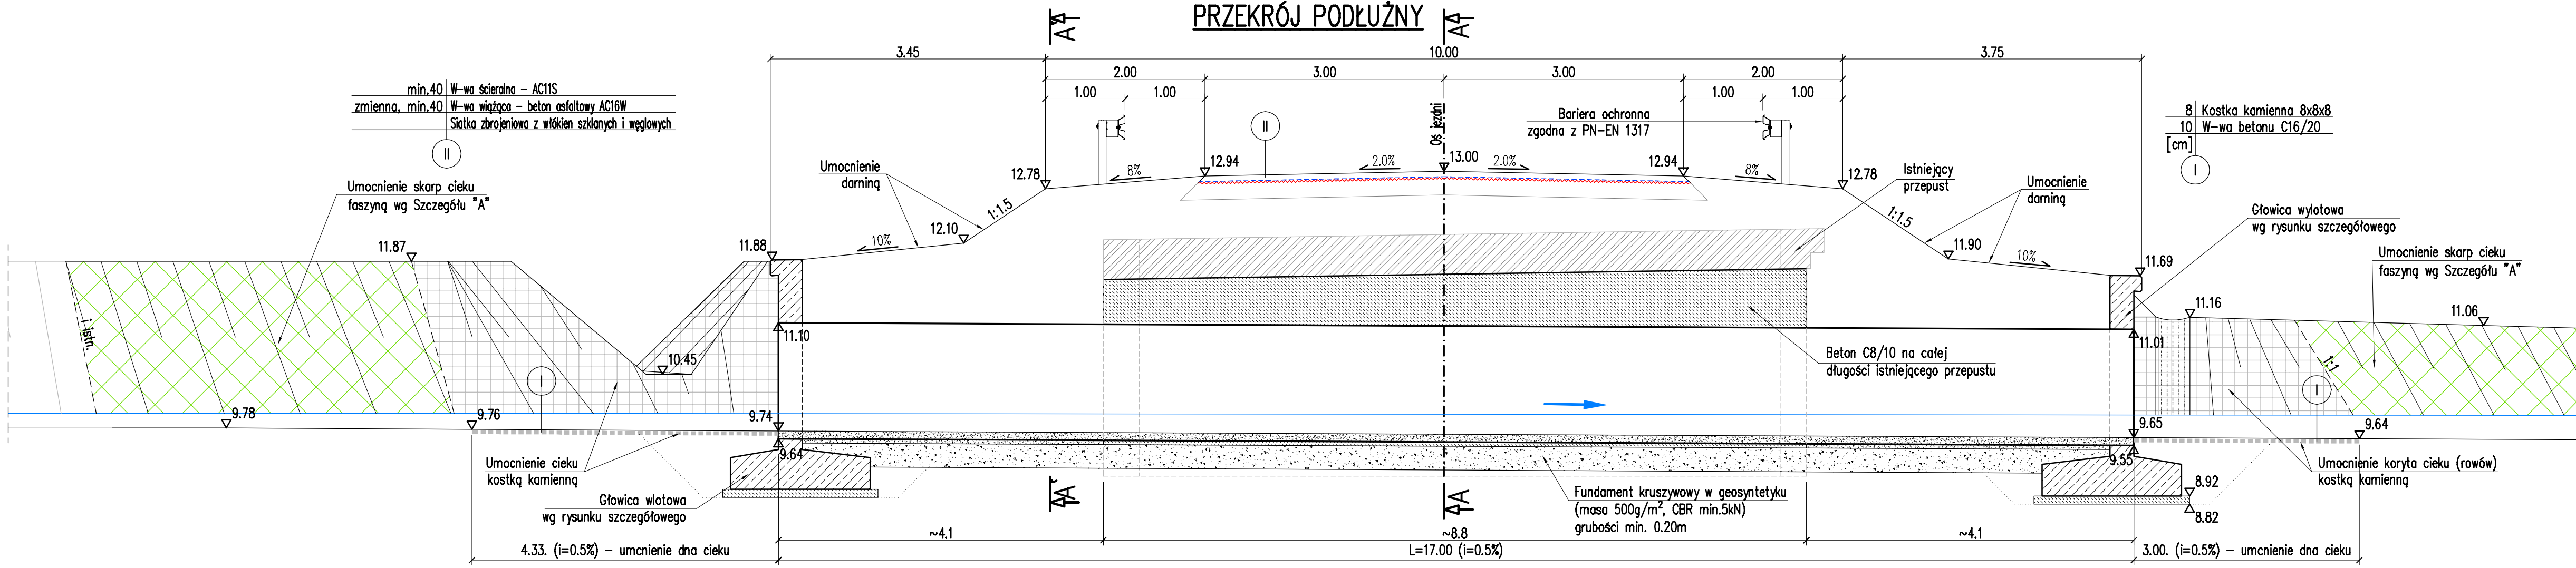 PRZEKRÓJ PODŁUŻNY
A
A
3.45
10.00
3.75
2.00
3.00
3.00
2.00
1.00
1.00
1.00
1.00
min.40 W-wa ścieralna - AC11S
zmienna, min.40 W-wa wiążąca - beton asfaltowy AC16W
Siatka zbrojeniowa z włókien szklanych i węglowych
II
II
Oś jezdni
Bariera ochronna
zgodna z PN-EN 1317
8 Kostka kamienna 8x8x8
10 W-wa betonu C16/20
[cm]
I
Umocnienie
darniną
12.78
8%
12.94
2.0%
13.00
2.0%
12.94
8%
12.78
Istniejący
przepust
Umocnienie
darniną
Umocnienie skarp cieku
faszyną wg Szczegółu "A"
1:1.5
1:1.5
Głowica wylotowa
wg rysunku szczegółowego
11.87
11.88
10%
12.10
11.90
10%
11.69
Umocnienie skarp cieku
faszyną wg Szczegółu "A"
i istn.
11.10
11.16
11.06
11.01
10.45
I
Beton C8/10 na całej
długości istniejącego przepustu
1:1
I
9.78
9.76
9.74
9.65
9.64
9.64
9.55
Umocnienie cieku
kostką kamienną
Głowica wlotowa
wg rysunku szczegółowego
A
A
Fundament kruszywowy w geosyntetyku
(masa 500g/m², CBR min.5kN)
grubości min. 0.20m
Umocnienie koryta cieku (rowów)
kostką kamienną
8.92
8.82
~4.1
~8.8
~4.1
4.33. (i=0.5%) - umcnienie dna cieku
L=17.00 (i=0.5%)
3.00. (i=0.5%) - umcnienie dna cieku